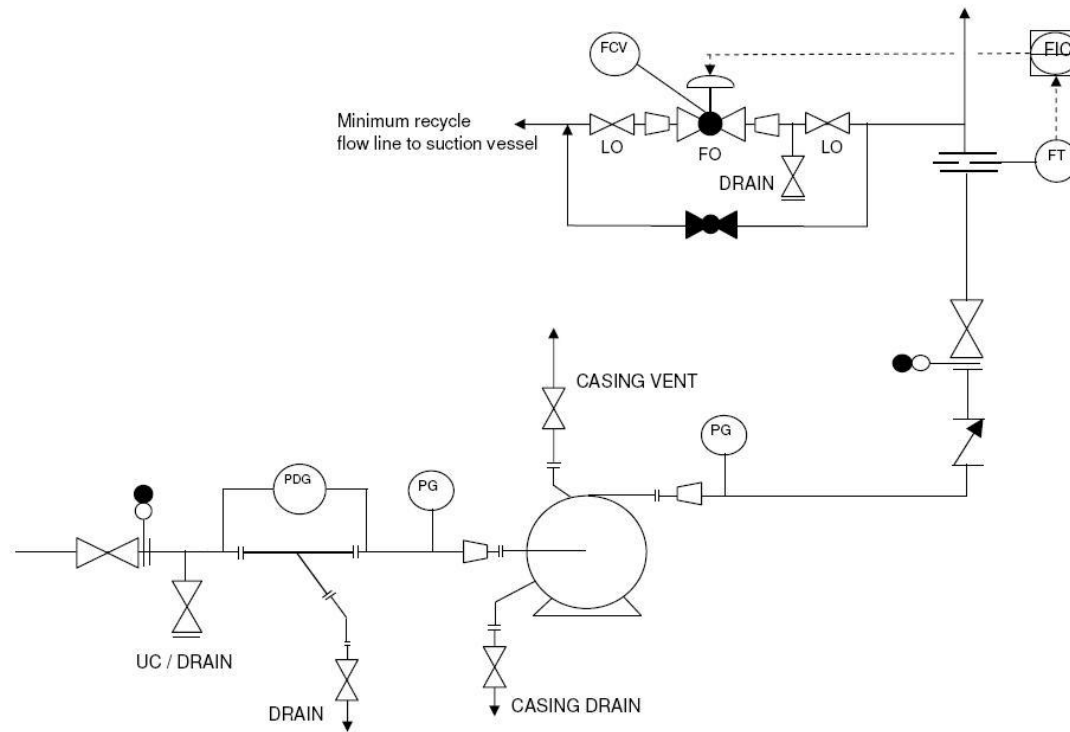 FCV
FIC
Minimum recycle
flow line to suction vessel
LO
FO
LO
FT
DRAIN
CASING VENT
PG
PDG
PG
UC / DRAIN
DRAIN
CASING DRAIN